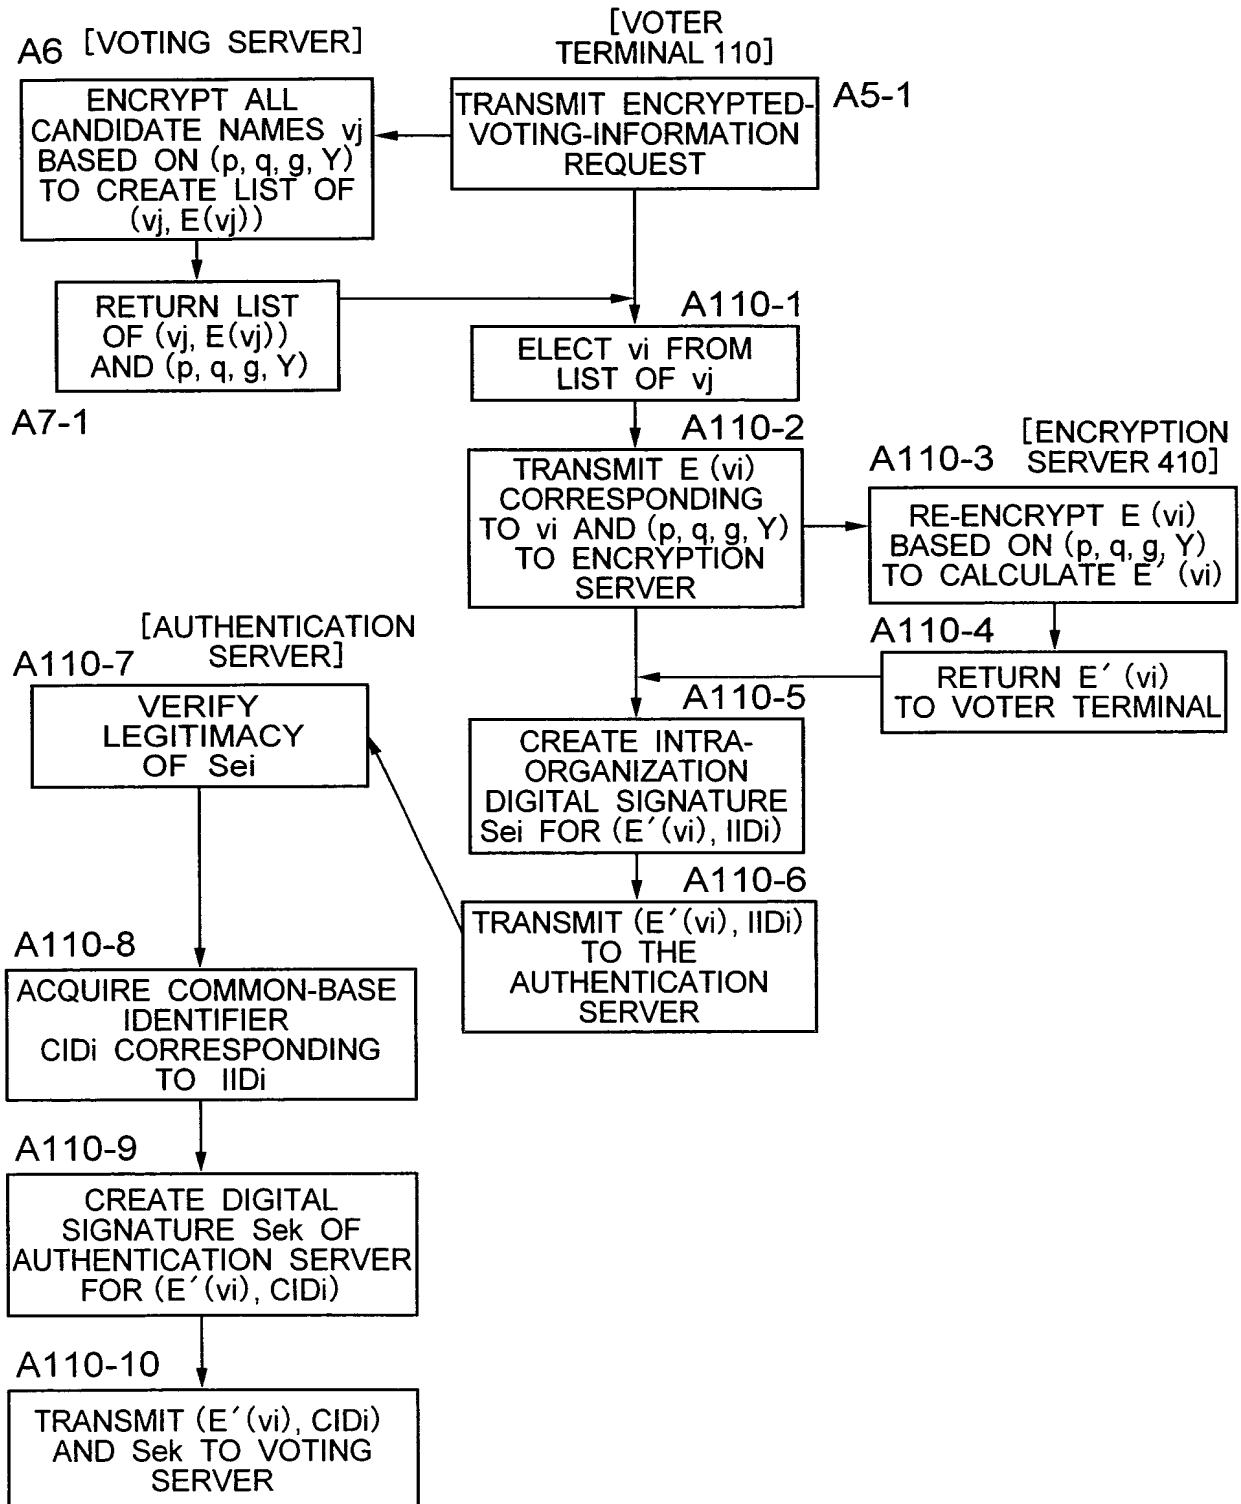 A6 [VOTING SERVER]
ENCRYPT ALL
CANDIDATE NAMES vj
BASED ON (p, q, g, Y)
TO CREATE LIST OF
(vj, E(vj))
[VOTER
TERMINAL 110]
A5-1
TRANSMIT ENCRYPTED-
VOTING-INFORMATION
REQUEST
RETURN LIST
OF (vj, E(vj))
AND (p, q, g, Y)
A7-1
A110-1
ELECT vi FROM
LIST OF vj
A110-2
TRANSMIT E (vi)
CORRESPONDING
TO vi AND (p, q, g, Y)
TO ENCRYPTION
SERVER
A110-3
[ENCRYPTION
SERVER 410]
RE-ENCRYPT E (vi)
BASED ON (p, q, g, Y)
TO CALCULATE E´ (vi)
A110-4
RETURN E´ (vi)
TO VOTER TERMINAL
A110-5
CREATE INTRA-
ORGANIZATION
DIGITAL SIGNATURE
Sei FOR (E´(vi), IIDi)
A110-6
TRANSMIT (E´(vi), IIDi)
TO THE
AUTHENTICATION
SERVER
[AUTHENTICATION
SERVER]
A110-7
VERIFY
LEGITIMACY
OF Sei
A110-8
ACQUIRE COMMON-BASE
IDENTIFIER
CIDi CORRESPONDING
TO IIDi
A110-9
CREATE DIGITAL
SIGNATURE Sek OF
AUTHENTICATION SERVER
FOR (E´(vi), CIDi)
A110-10
TRANSMIT (E´(vi), CIDi)
AND Sek TO VOTING
SERVER